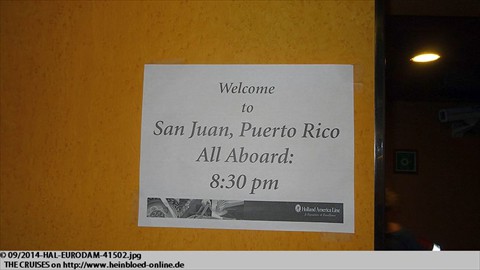 Welcome
to
San Juan, Puerto Rico
All Aboard:
8:30 pm
Holland America Line
© 09/2014-HAL-EURODAM-41502.jpg
THE CRUISES on http://www.heinbloed-online.de